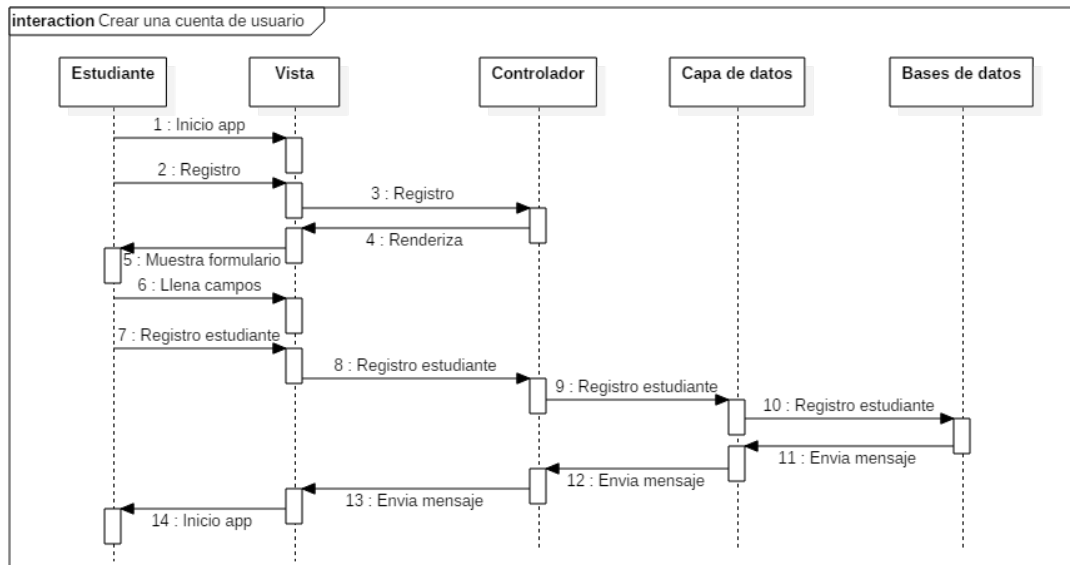 interaction Crear una cuenta de usuario
Estudiante
Vista
Controlador
Capa de datos
Bases de datos
1 : Inicio app
2 : Registro
3 : Registro
4 : Renderiza
5 : Muestra formulario
6 : Llena campos
7 : Registro estudiante
8 : Registro estudiante
9 : Registro estudiante
10 : Registro estudiante
11 : Envia mensaje
12 : Envia mensaje
13 : Envia mensaje
14 : Inicio app